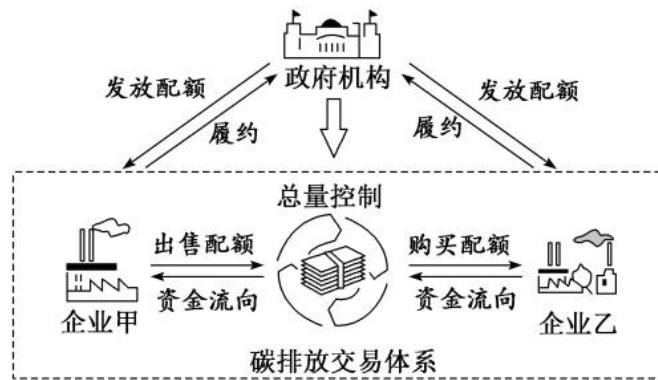 政府机构
发放配额
发放配额
履约
履约
总量控制
出售配额
购买配额
资金流向
资金流向
企业甲
企业乙
碳排放交易体系